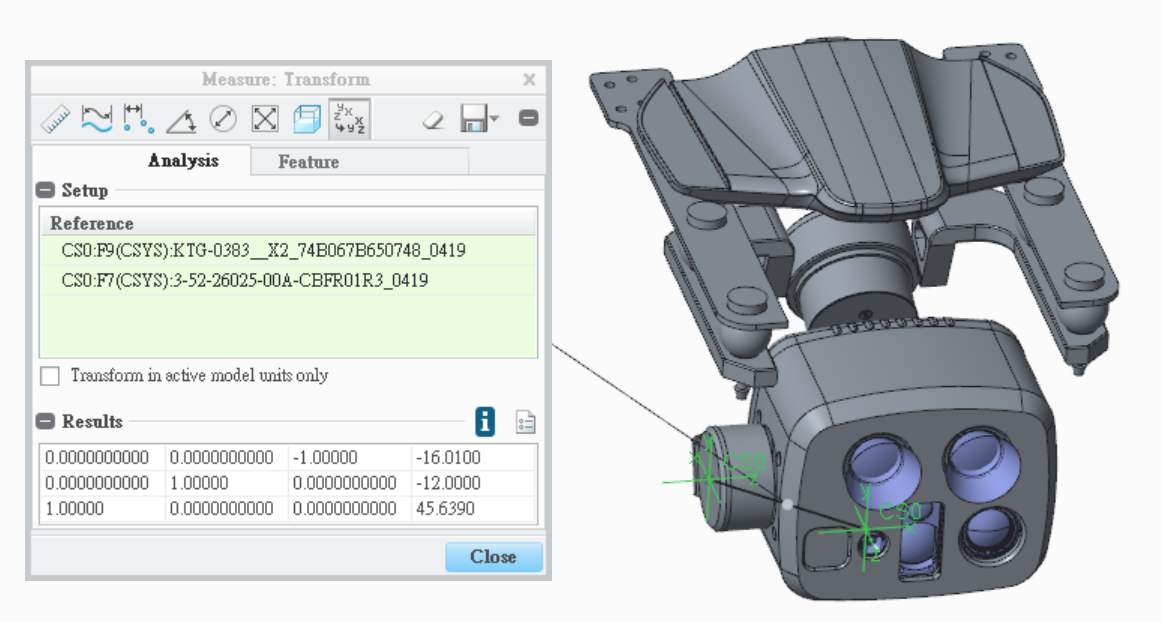 Measure: Transform
Analysis Feature
Setup
Reference
CS0:F9(CSYS):KTG-0383__X2_74B067B650748_0419
CS0:F7(CSYS):3-52-26025-00A-CBFR01R3_0419
Transform in active model units only
Results
0.0000000000 0.0000000000 -1.00000 -16.0100
0.0000000000 1.00000 0.0000000000 -12.0000
1.00000 0.0000000000 0.0000000000 45.6390
Close
Y
X CS0
Z
Y
CS0
Z